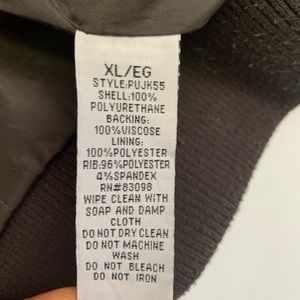 XL/EG
STYLE:PUJK55
SHELL:100%
POLYURETHANE
BACKING:
100%VISCOSE
LINING:
100%POLYESTER
RIB:96%POLYESTER
4%SPANDEX
RN#83098
WIPE CLEAN WITH
SOAP AND DAMP
CLOTH
DO NOT DRY CLEAN
DO NOT MACHINE
WASH
DO NOT BLEACH
DO NOT IRON